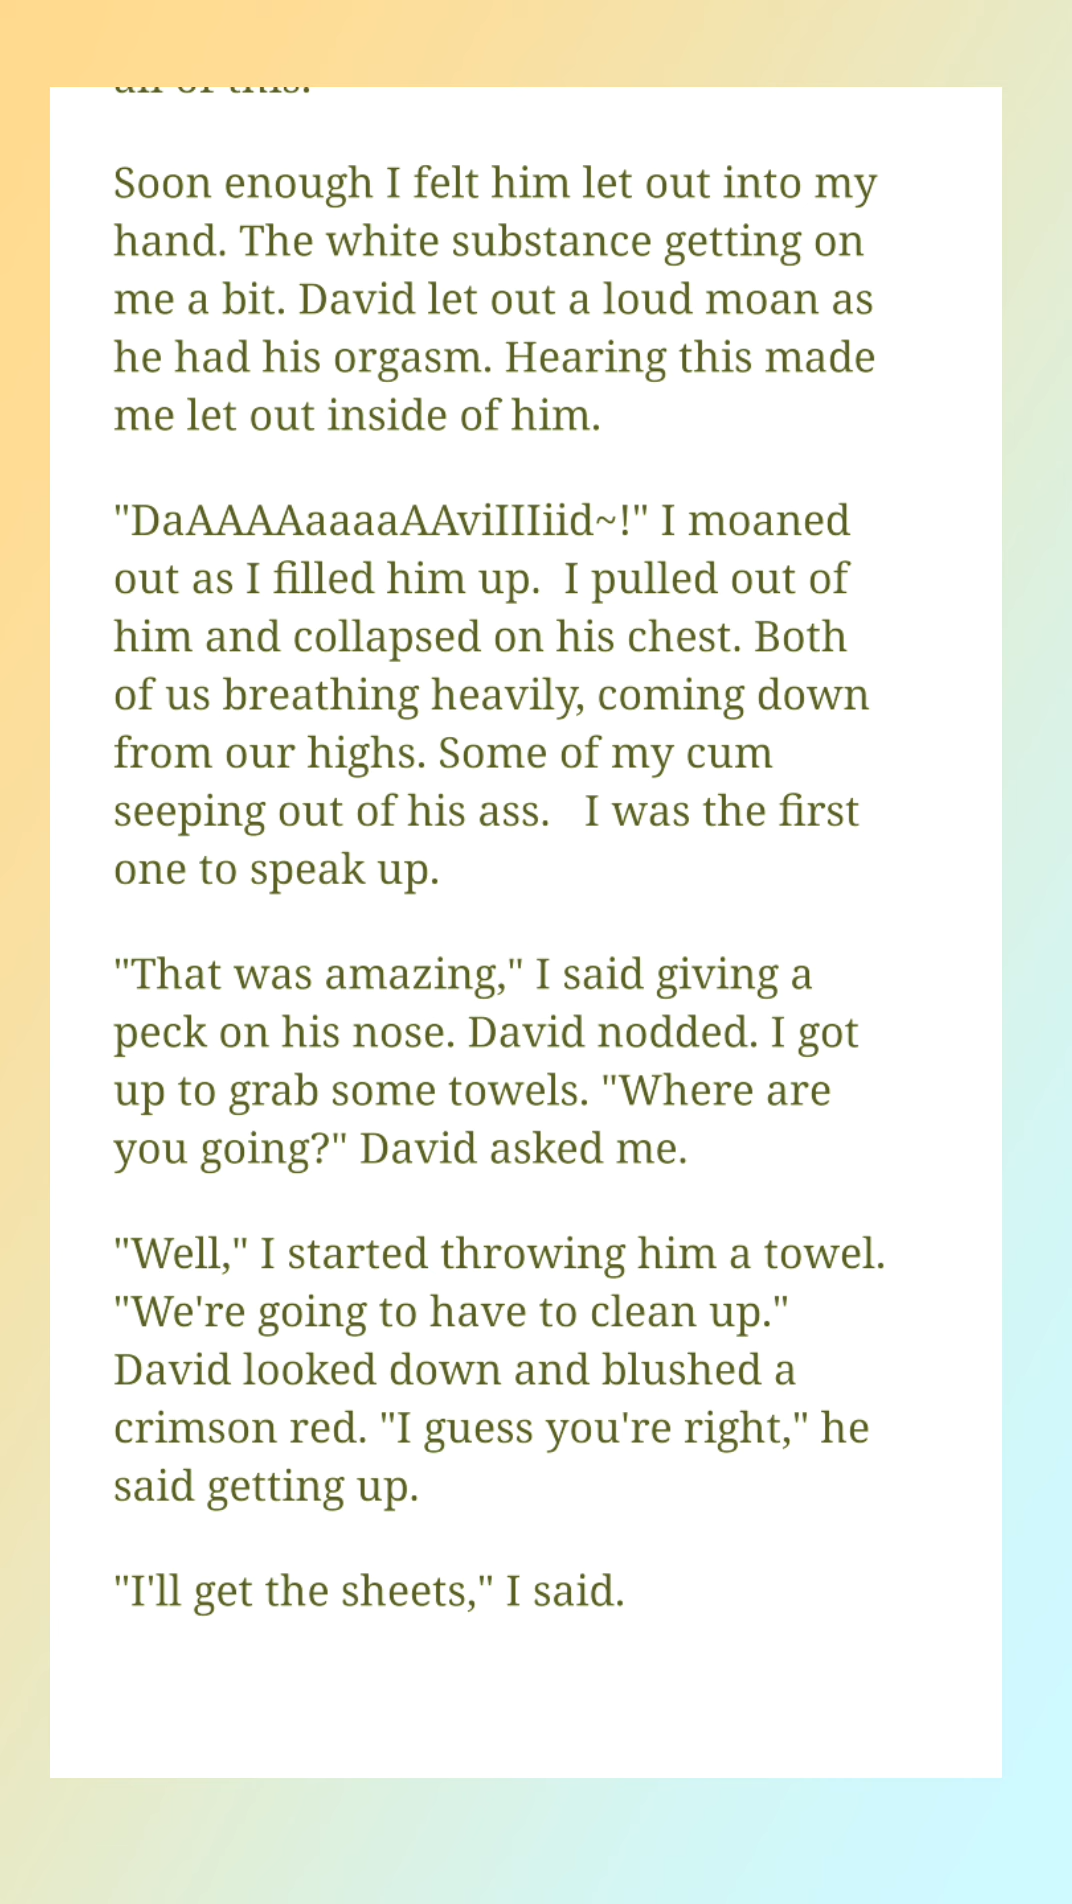 all of this.
Soon enough I felt him let out into my
hand. The white substance getting on
me a bit. David let out a loud moan as
he had his orgasm. Hearing this made
me let out inside of him.
"DaAAAAaaaaAAviIIIiid~!" I moaned
out as I filled him up.  I pulled out of
him and collapsed on his chest. Both
of us breathing heavily, coming down
from our highs. Some of my cum
seeping out of his ass.   I was the first
one to speak up.
"That was amazing," I said giving a
peck on his nose. David nodded. I got
up to grab some towels. "Where are
you going?" David asked me.
"Well," I started throwing him a towel.
"We're going to have to clean up."
David looked down and blushed a
crimson red. "I guess you're right," he
said getting up.
"I'll get the sheets," I said.